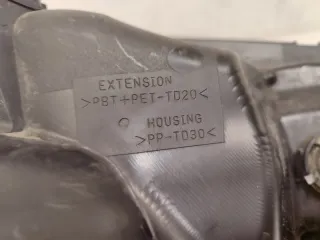 EXTENSION
>PBT+PET-TD20<
HOUSING
>PP-TD30<